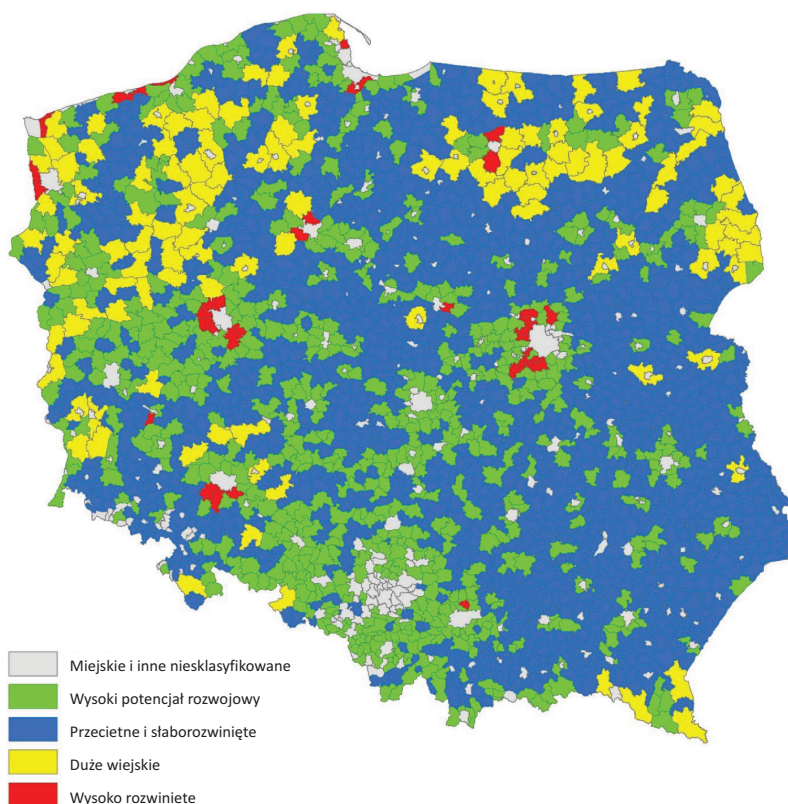 Miejskie i inne niesklasyfikowane
Wysoki potencjał rozwojowy
Przecietne i słaborozwinięte
Duże wiejskie
Wysoko rozwinięte